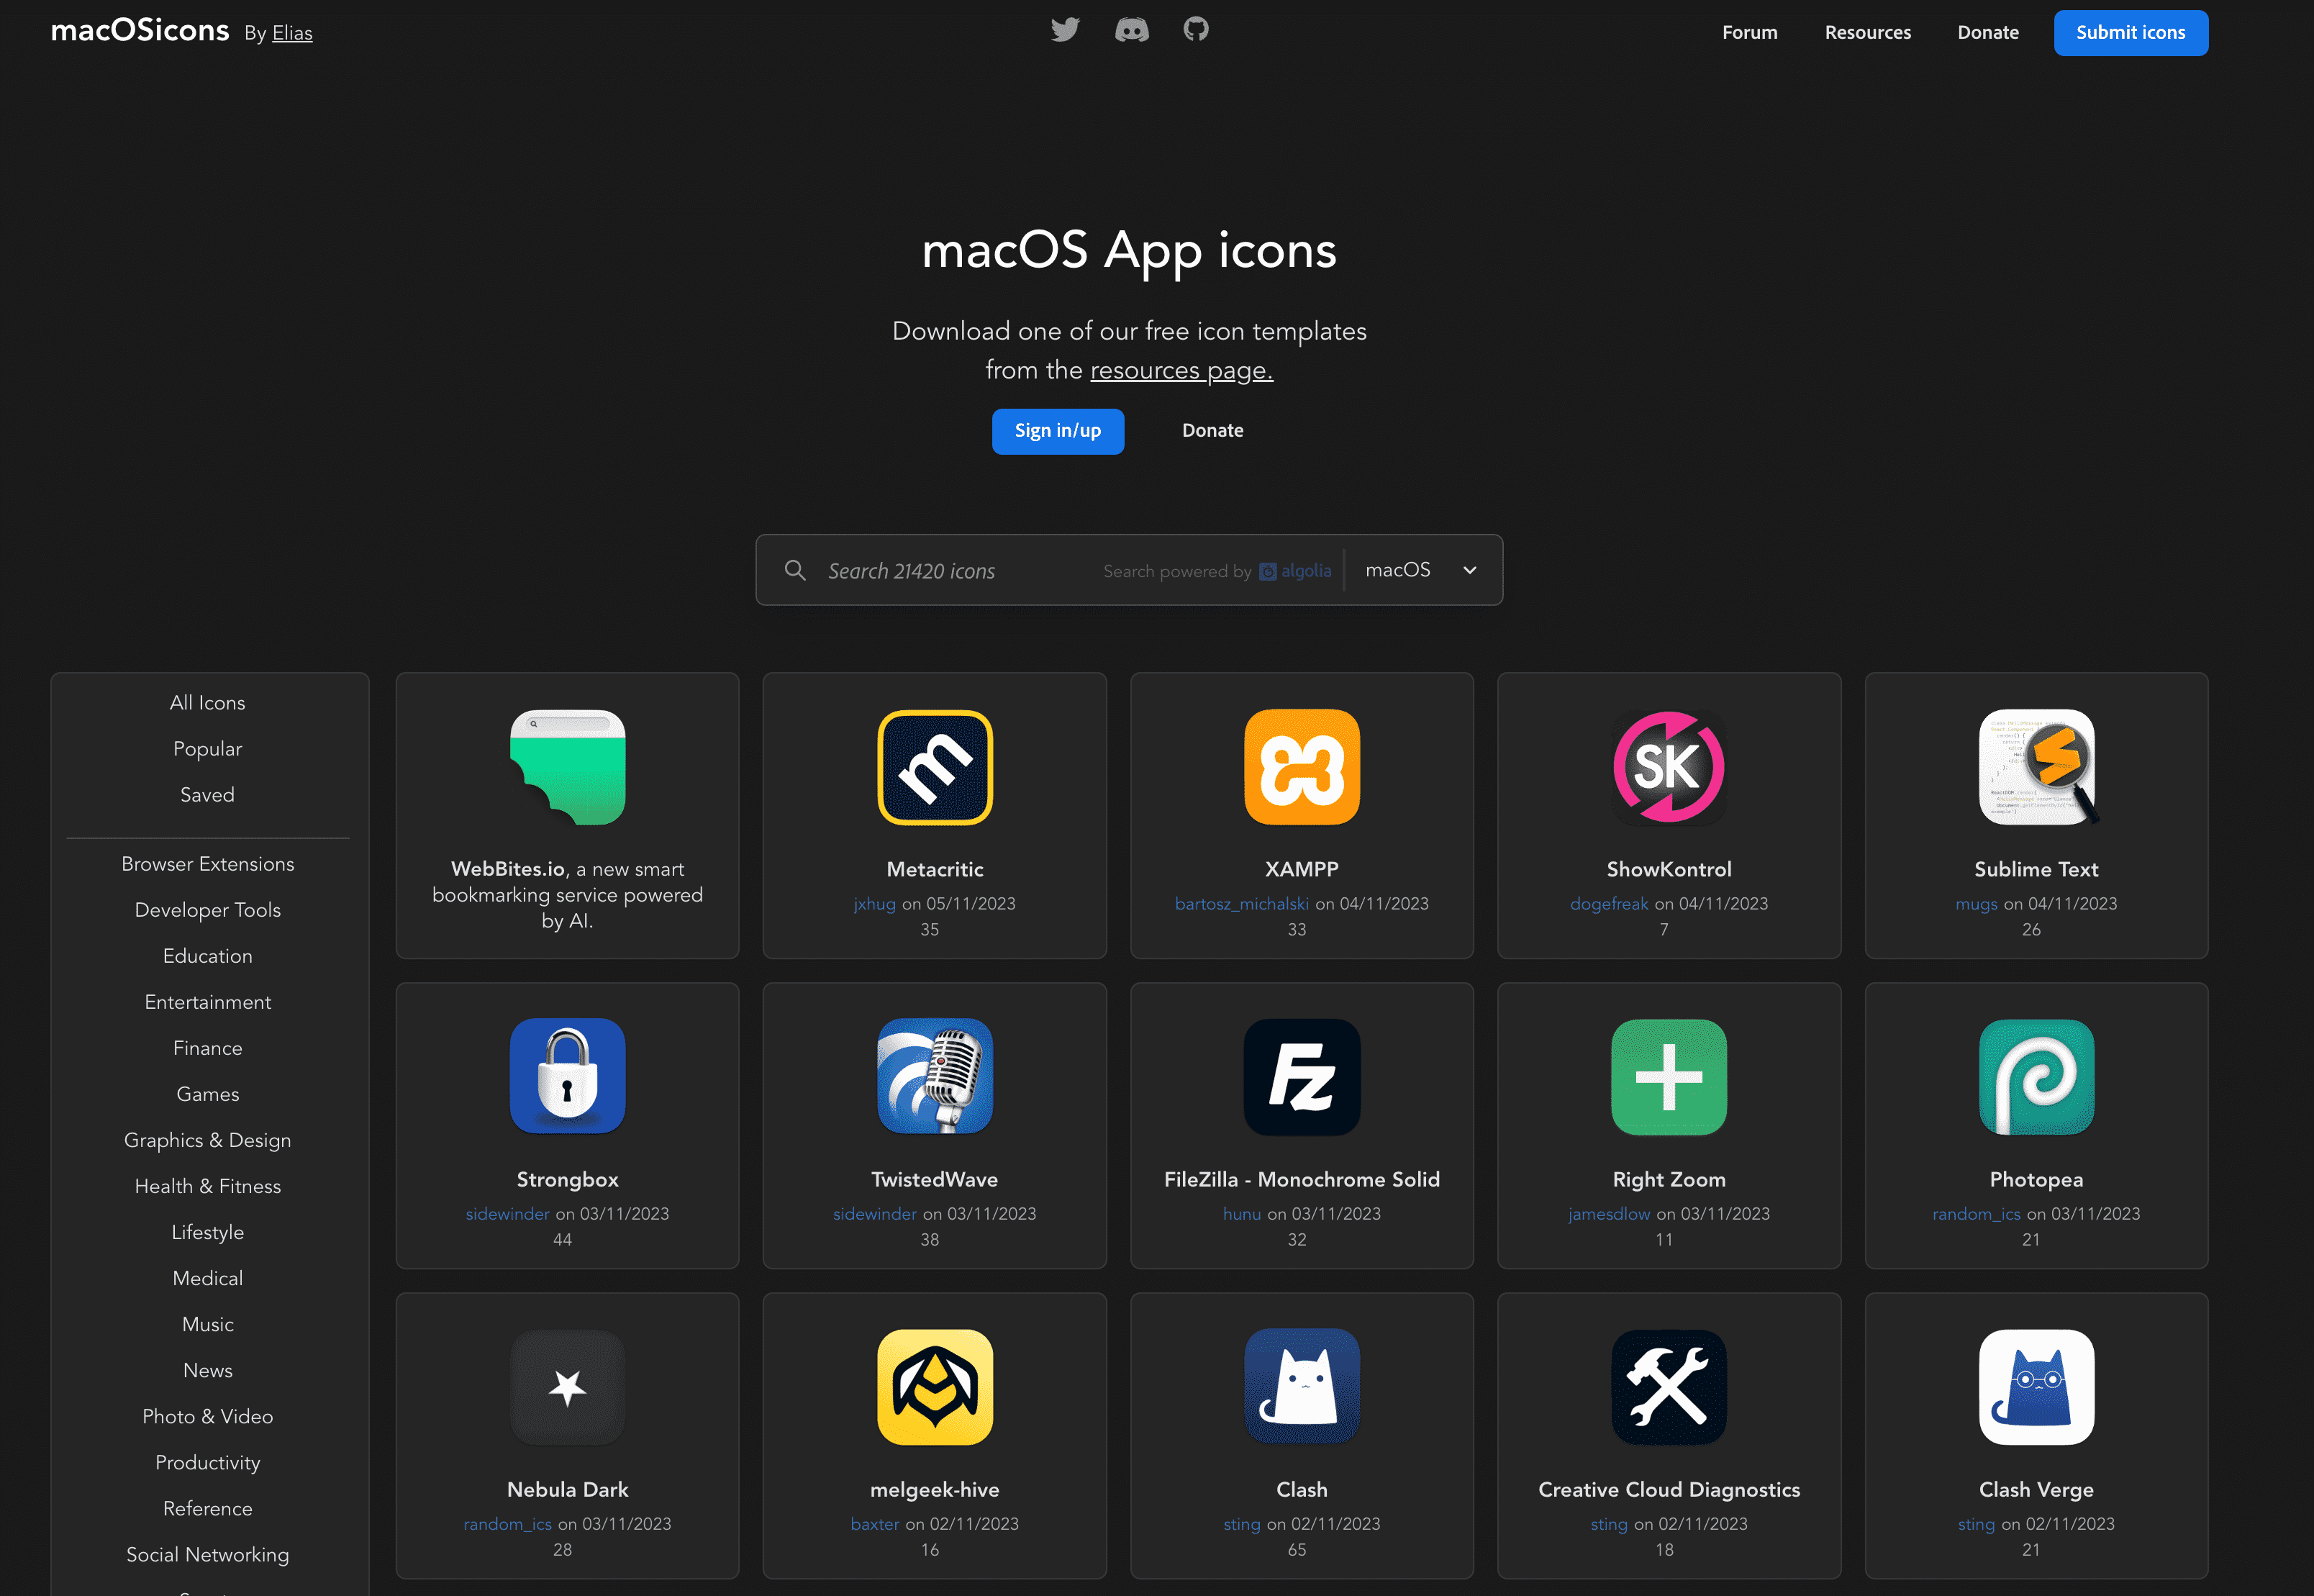 macOSicons By Elias
Forum Resources Donate Submit icons
macOS App icons
Download one of our free icon templates
from the resources page.
Sign in/up Donate
Search 21420 icons Search powered by algolia macOS
All Icons
Popular
Saved
Browser Extensions
Developer Tools
Education
Entertainment
Finance
Games
Graphics & Design
Health & Fitness
Lifestyle
Medical
Music
News
Photo & Video
Productivity
Reference
Social Networking
WebBites.io, a new smart
bookmarking service powered
by AI.
m
Metacritic
jxhug on 05/11/2023
35
XAMPP
bartosz_michalski on 04/11/2023
33
SK
ShowKontrol
dogefreak on 04/11/2023
7
Sublime Text
mugs on 04/11/2023
26
Strongbox
sidewinder on 03/11/2023
44
TwistedWave
sidewinder on 03/11/2023
38
Fz
FileZilla - Monochrome Solid
hunu on 03/11/2023
32
Right Zoom
jamesdlow on 03/11/2023
11
Photopea
random_ics on 03/11/2023
21
Nebula Dark
random_ics on 03/11/2023
28
melgeek-hive
baxter on 02/11/2023
16
Clash
sting on 02/11/2023
65
Creative Cloud Diagnostics
sting on 02/11/2023
18
Clash Verge
sting on 02/11/2023
21